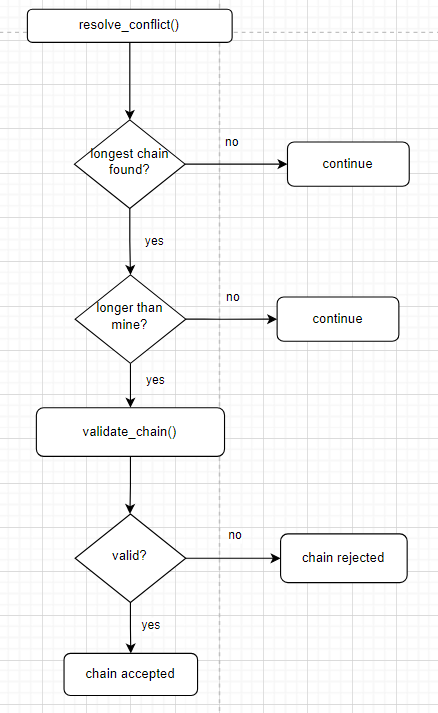 resolve_conflict()
longest chain
found?
no
continue
yes
longer than
mine?
no
continue
yes
validate_chain()
valid?
no
chain rejected
yes
chain accepted